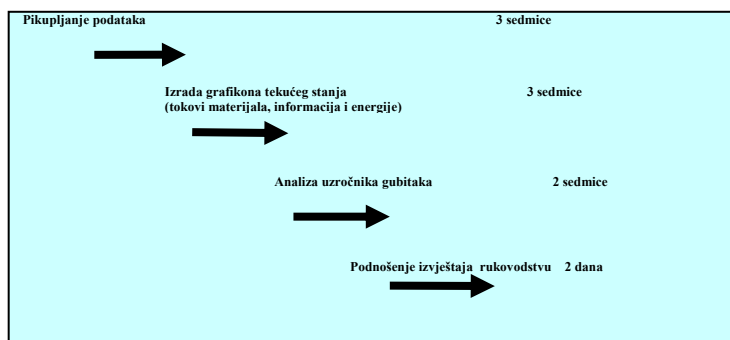 Pikupljanje podataka 3 sedmice
Izrada grafikona tekućeg stanja 3 sedmice
(tokovi materijala, informacija i energije)
Analiza uzročnika gubitaka 2 sedmice
Podnošenje izvještaja rukovodstvu 2 dana